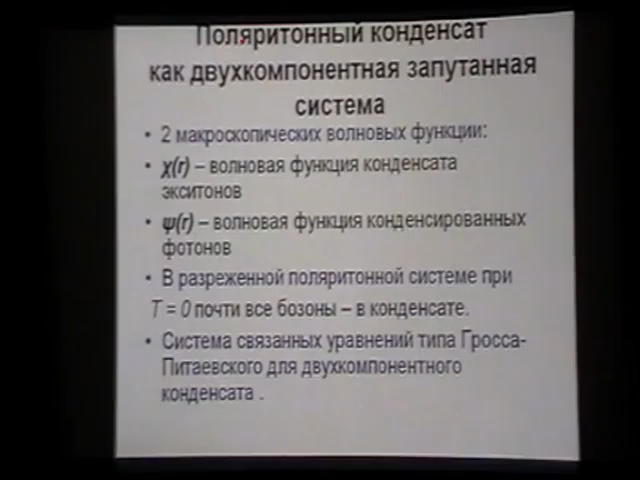 Поляритонный конденсат
как двухкомпонентная запутанная
система
• 2 макроскопических волновых функции:
• χ(r) – волновая функция конденсата
экситонов
• ψ(r) – волновая функция конденсированных
фотонов
• В разреженной поляритонной системе при
T = 0 почти все бозоны – в конденсате.
• Система связанных уравнений типа Гросса-
Питаевского для двухкомпонентного
конденсата .